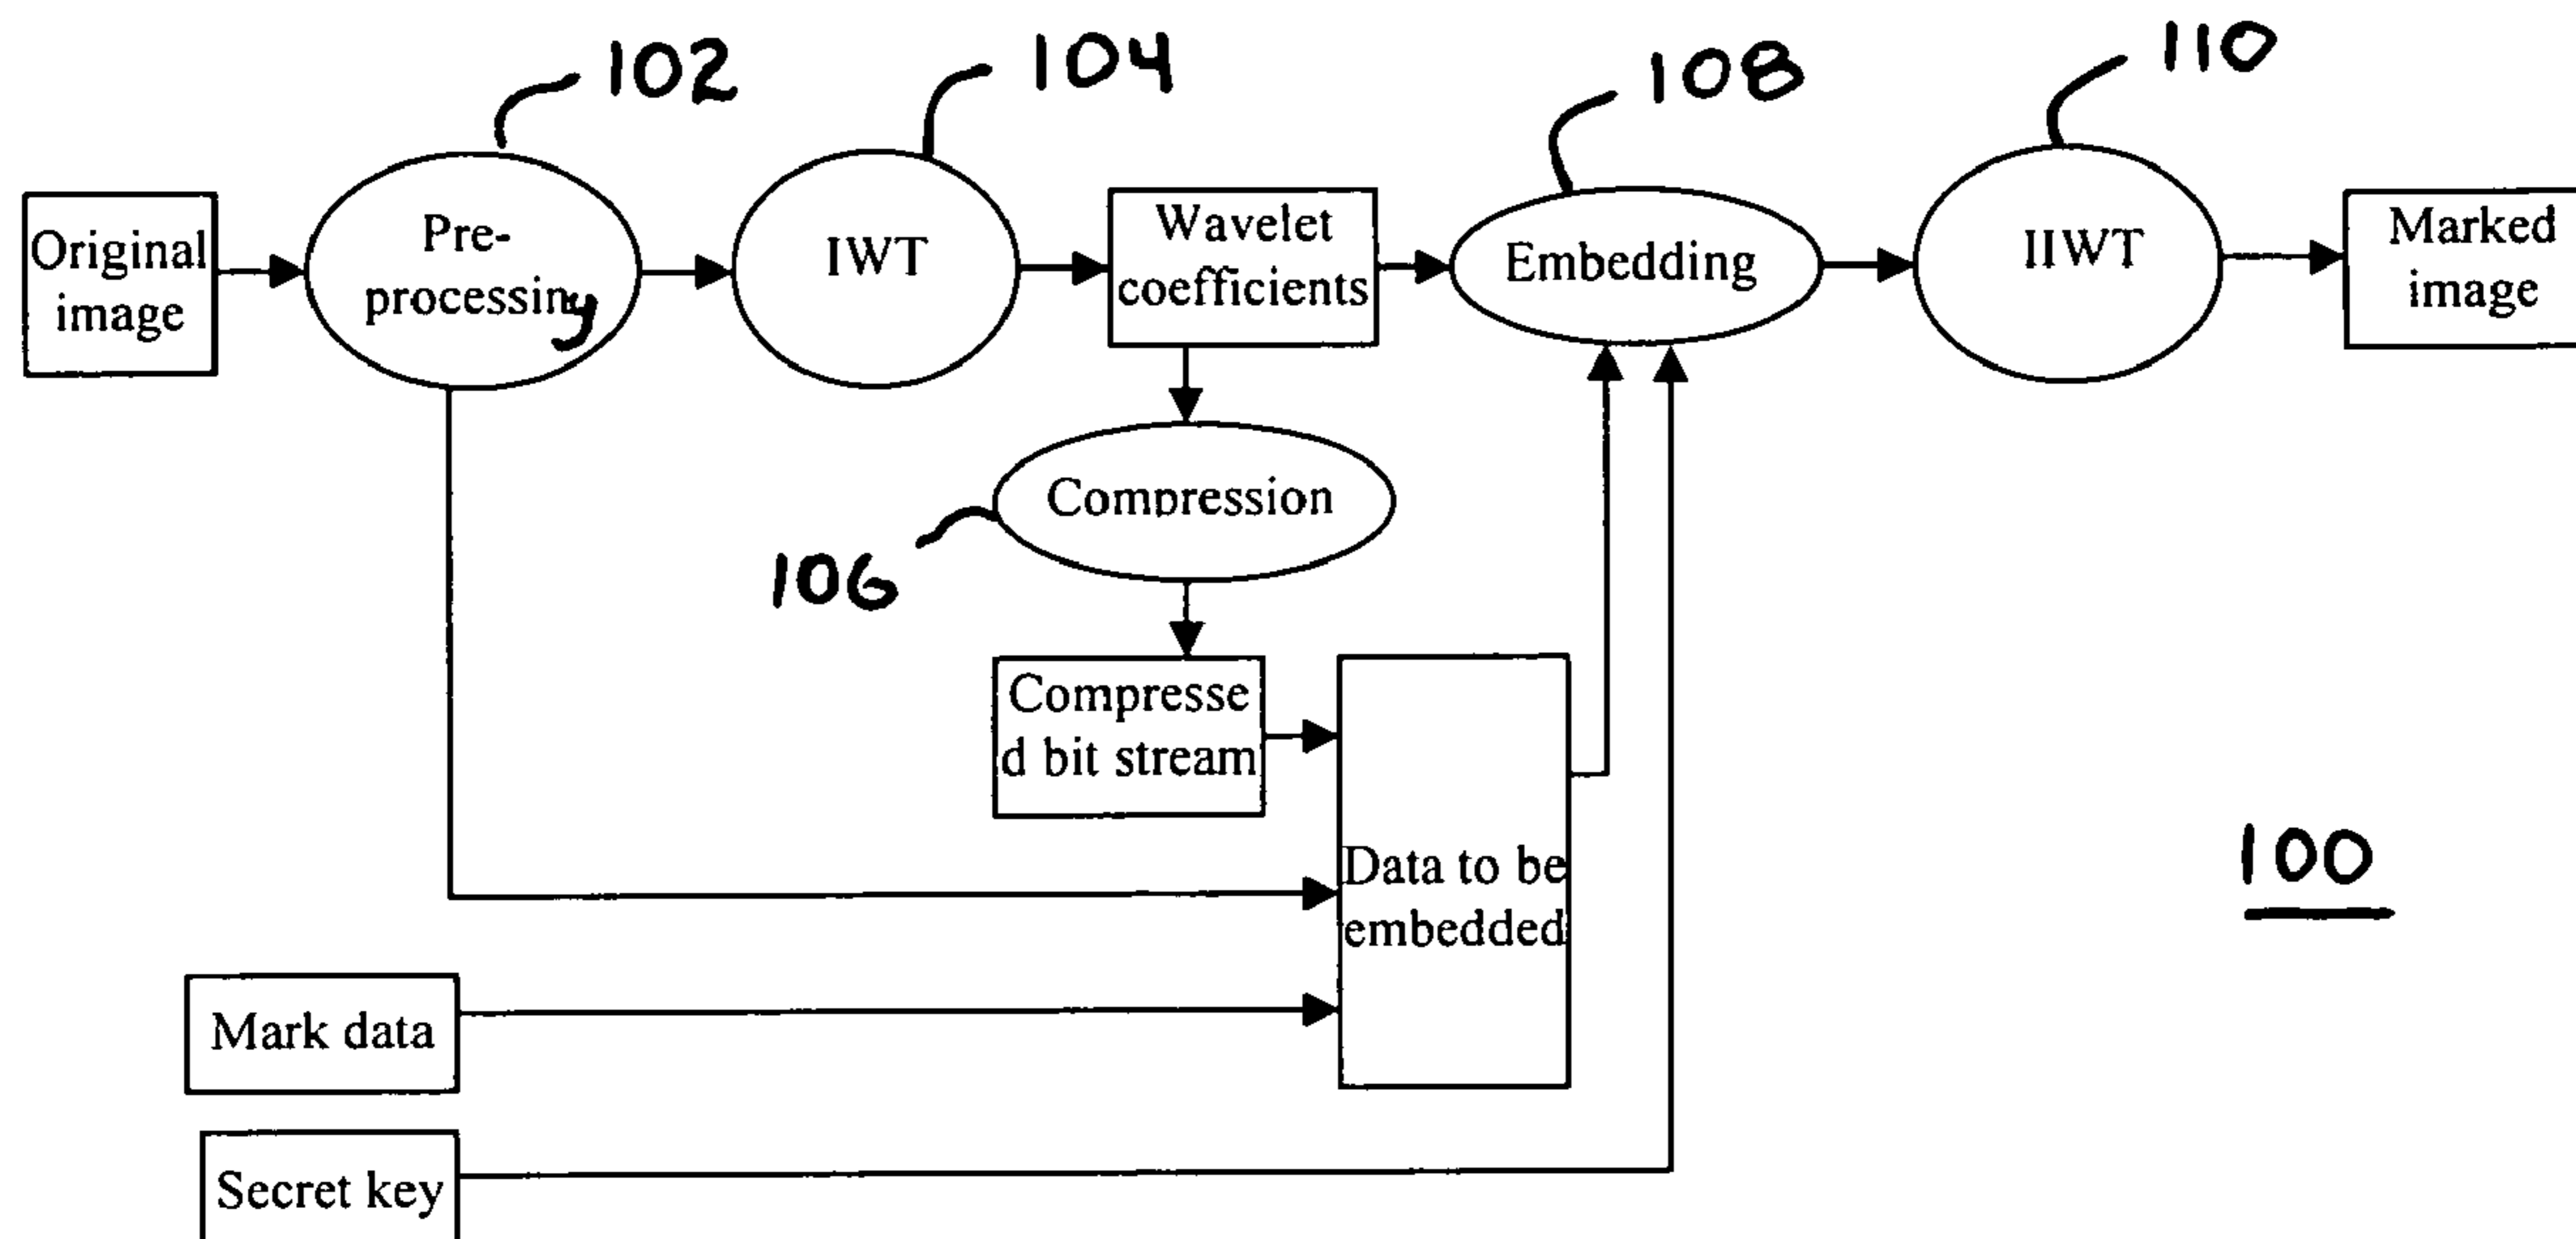 102
104
108
110
Original
image
Pre-
processing
IWT
Wavelet
coefficients
Embedding
IIWT
Marked
image
Compression
106
Compresse
d bit stream
Data to be
embedded
100
Mark data
Secret key